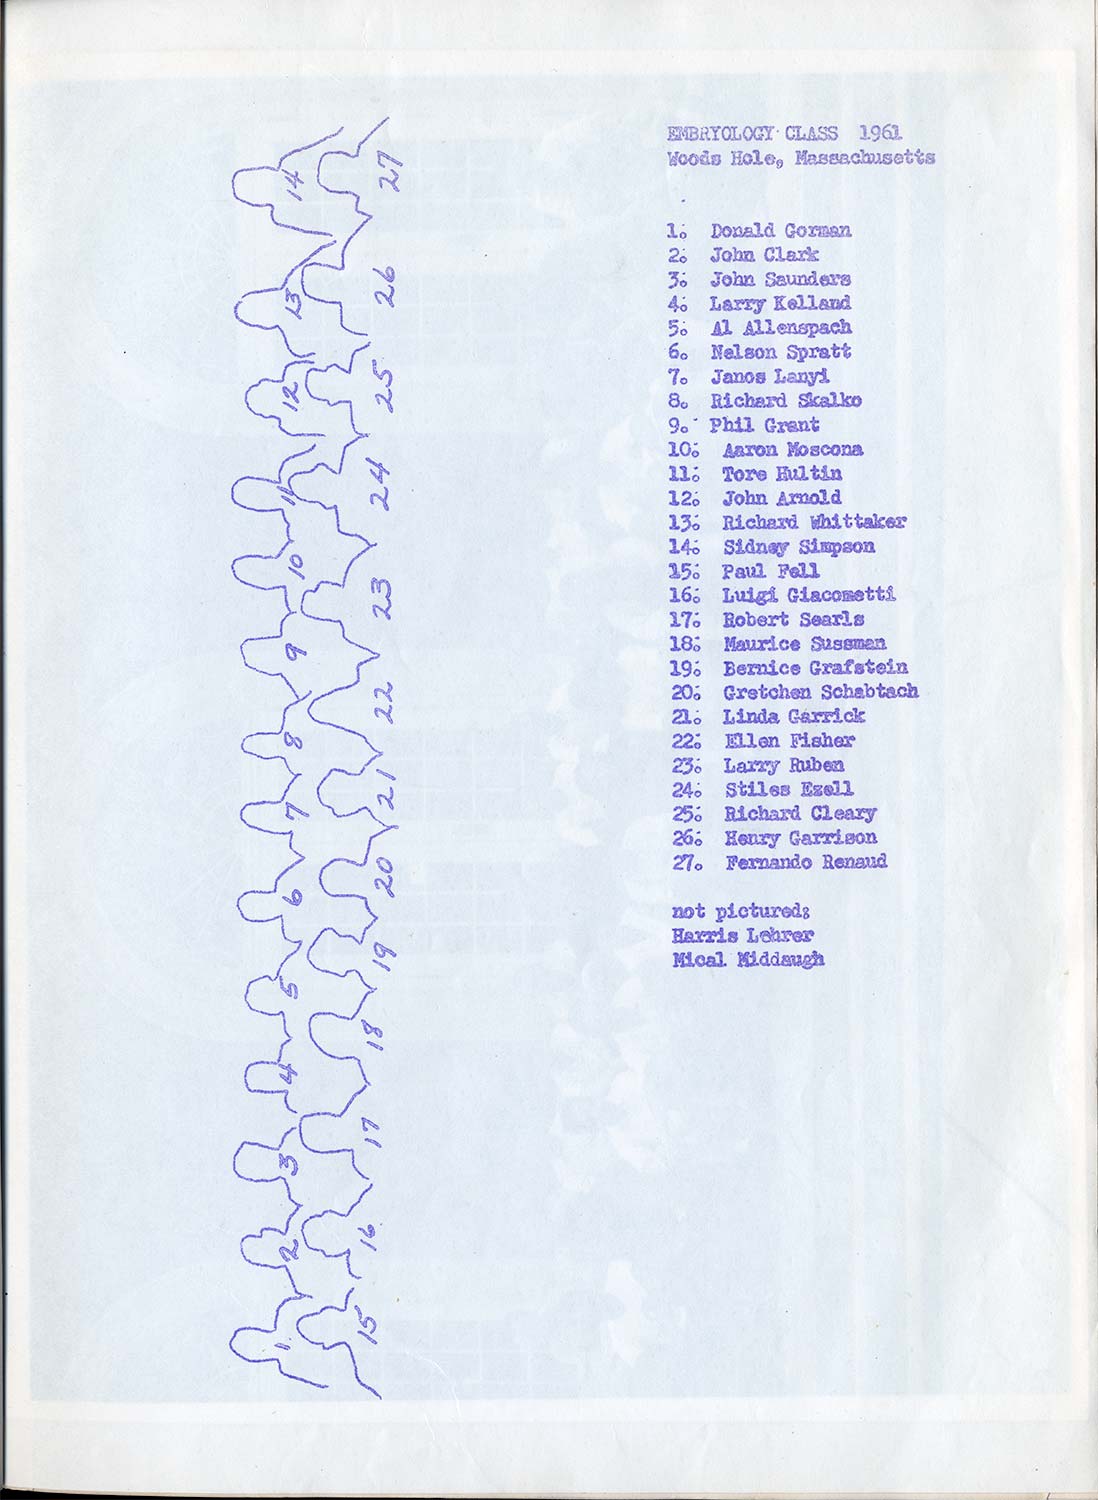 EMBRYOLOGY CLASS 1961
Woods Hole, Massachusetts
1. Donald Gorman
2. John Clark
3. John Saunders
4. Larry Kelland
5. Al Allenspach
6. Nelson Spratt
7. Janos Lanyi
8. Richard Skalko
9. Phil Grant
10. Aaron Moscona
11. Tore Hultin
12. John Arnold
13. Richard Whittaker
14. Sidney Simpson
15. Paul Fell
16. Luigi Giacometti
17. Robert Searls
18. Maurice Sussman
19. Bernice Grafstein
20. Gretchen Schabtach
21. Linda Garrick
22. Ellen Fisher
23. Larry Ruben
24. Stiles Ezell
25. Richard Cleary
26. Henry Garrison
27. Fernando Renaud
not pictured:
Harris Lehrer
Mical Middaugh
1 2 3 4 5 6 7 8 9 10 11 12 13 14
15 16 17 18 19 20 21 22 23 24 25 26 27